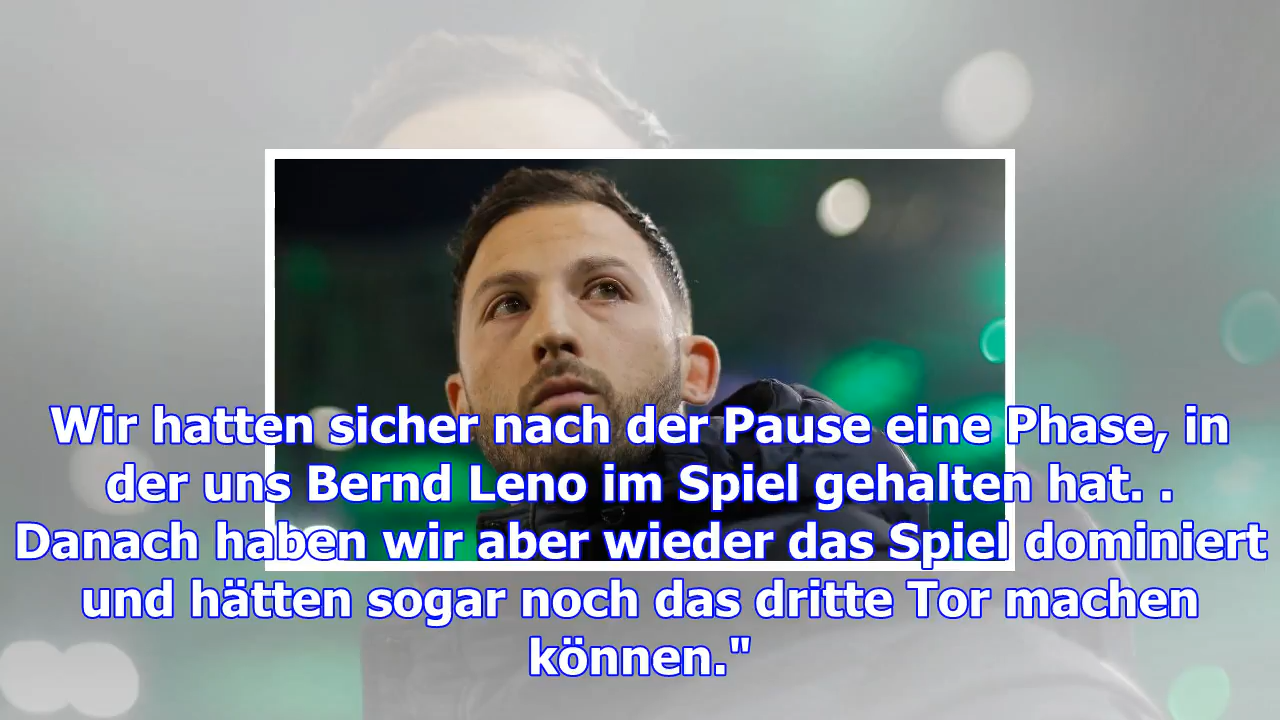 Wir hatten sicher nach der Pause eine Phase, in
der uns Bernd Leno im Spiel gehalten hat. .
Danach haben wir aber wieder das Spiel dominiert
und hätten sogar noch das dritte Tor machen
können."